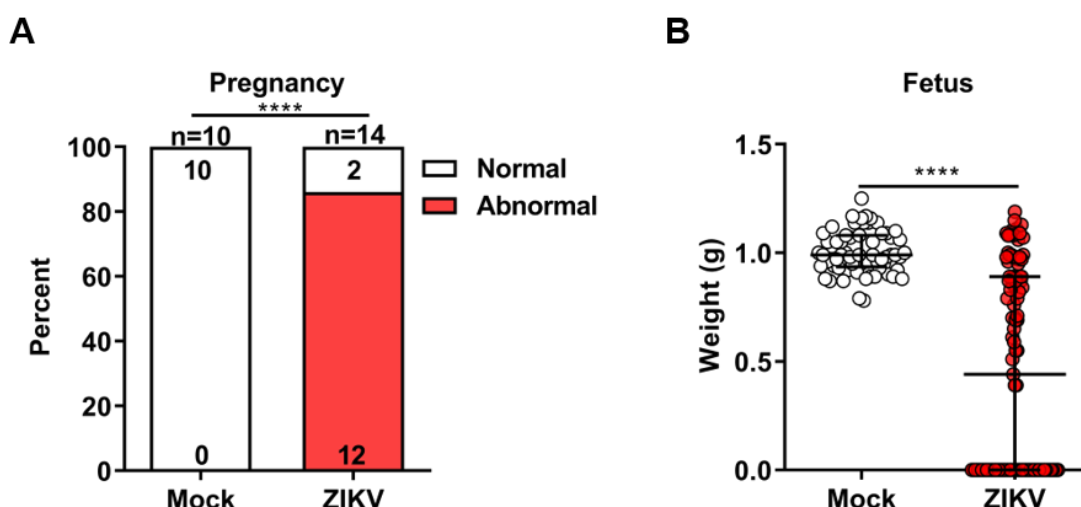 A
Pregnancy
****
n=10
n=14
10
2
0
12
100
80
60
40
20
0
Percent
Mock
ZIKV
Normal
Abnormal
B
Fetus
****
1.5
1.0
0.5
0.0
Weight (g)
Mock
ZIKV